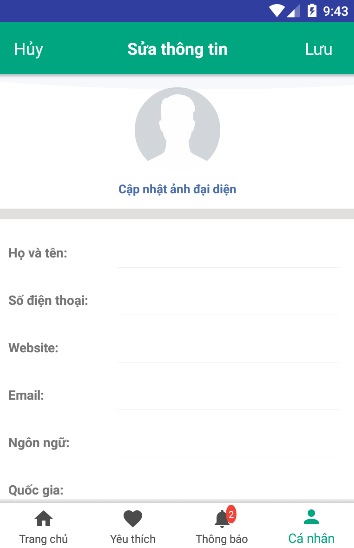 9:43
Hủy
Sửa thông tin
Lưu
Cập nhật ảnh đại diện
Họ và tên:
Số điện thoại:
Website:
Email:
Ngôn ngữ:
Quốc gia:
2
Trang chủ
Yêu thích
Thông báo
Cá nhân